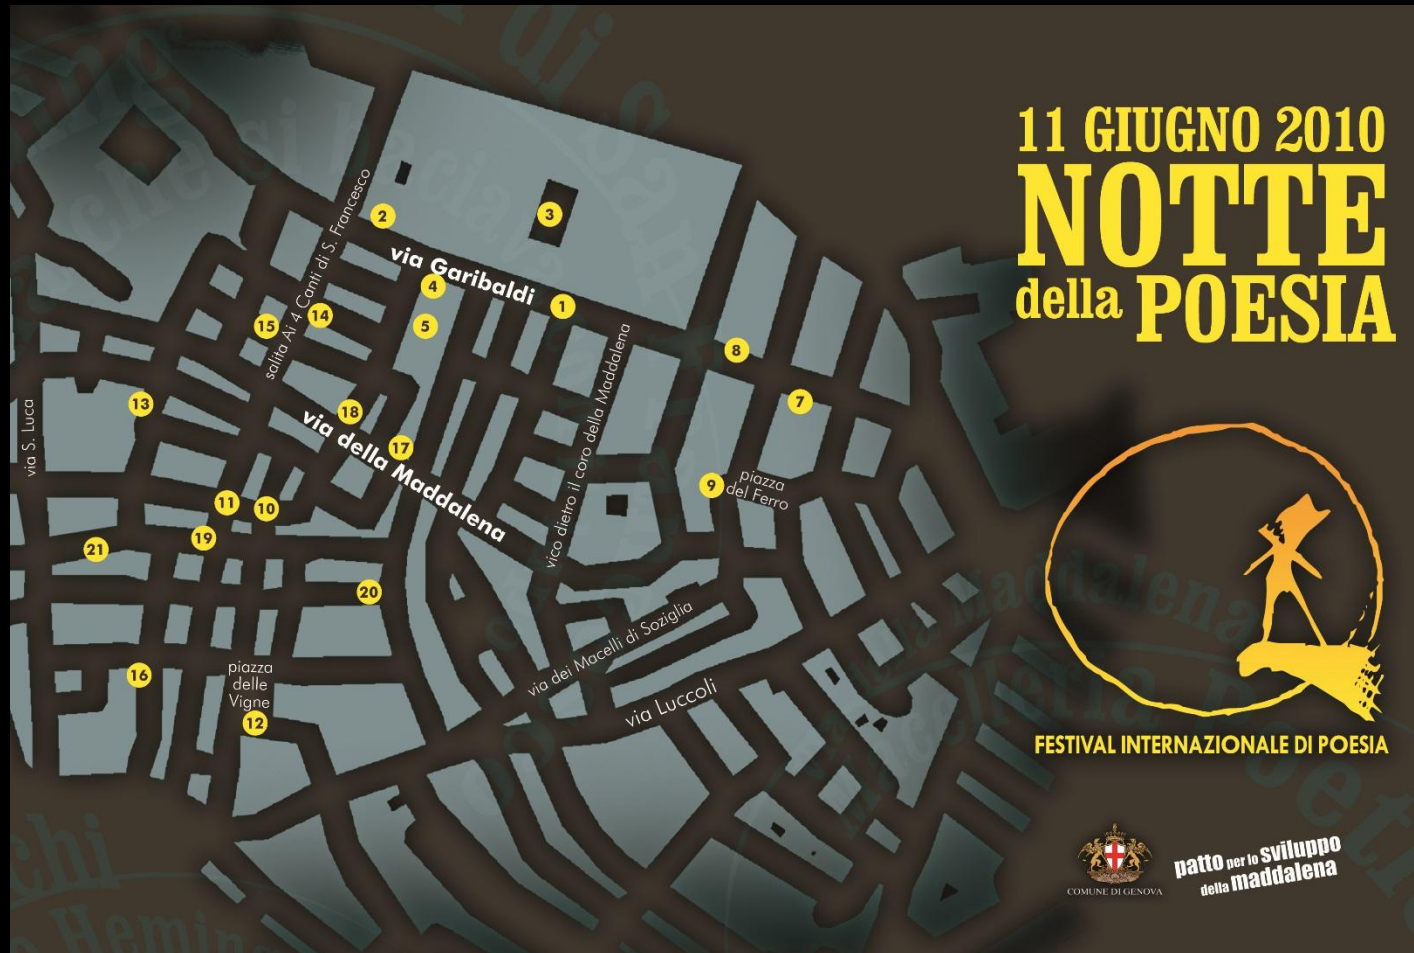 11 GIUGNO 2010
NOTTE
della POESIA
FESTIVAL INTERNAZIONALE DI POESIA
COMUNE DI GENOVA
patto per lo sviluppo
della maddalena
salita Ai 4 Canti di S. Francesco
via Garibaldi
vico dietro il coro della Maddalena
via S. Luca
via della Maddalena
piazza
del Ferro
via dei Macelli di Soziglia
via Luccoli
piazza
delle
Vigne
2
3
4
1
5
14
15
8
7
13
18
17
9
11
10
19
21
20
16
12